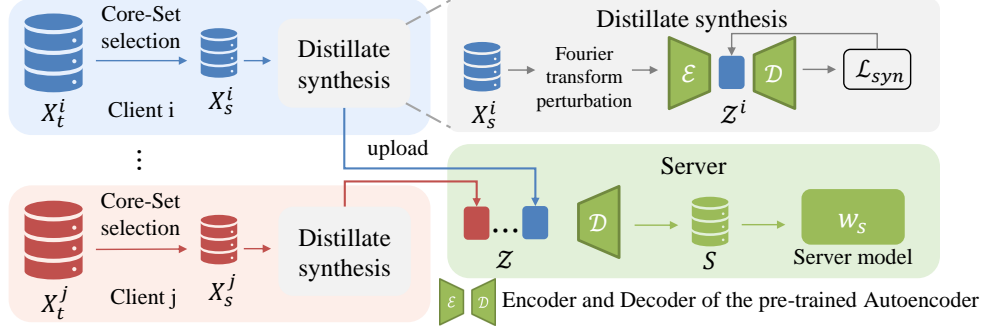 Core-Set
selection
Client i
X_t^i
X_s^i
Distillate
synthesis
Distillate synthesis
X_s^i
Fourier
transform
perturbation
ℰ
𝒟
𝒵^i
ℒ_syn
⋮
upload
Core-Set
selection
Client j
X_t^j
X_s^j
Distillate
synthesis
Server
...
𝒵
𝒟
S
w_s
Server model
ℰ
𝒟
Encoder and Decoder of the pre-trained Autoencoder